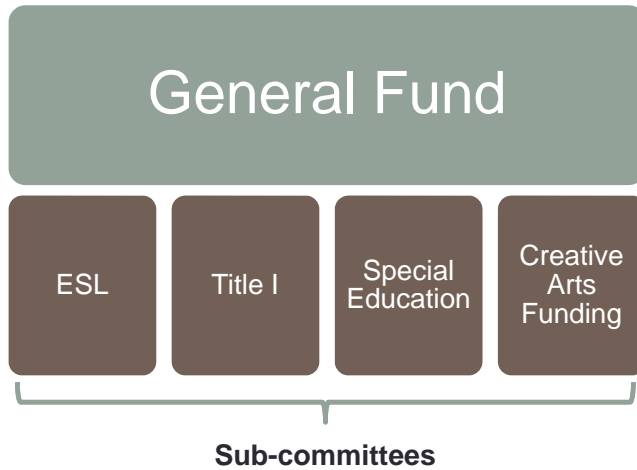 General Fund
ESL
Title I
Special
Education
Creative
Arts
Funding
Sub-committees